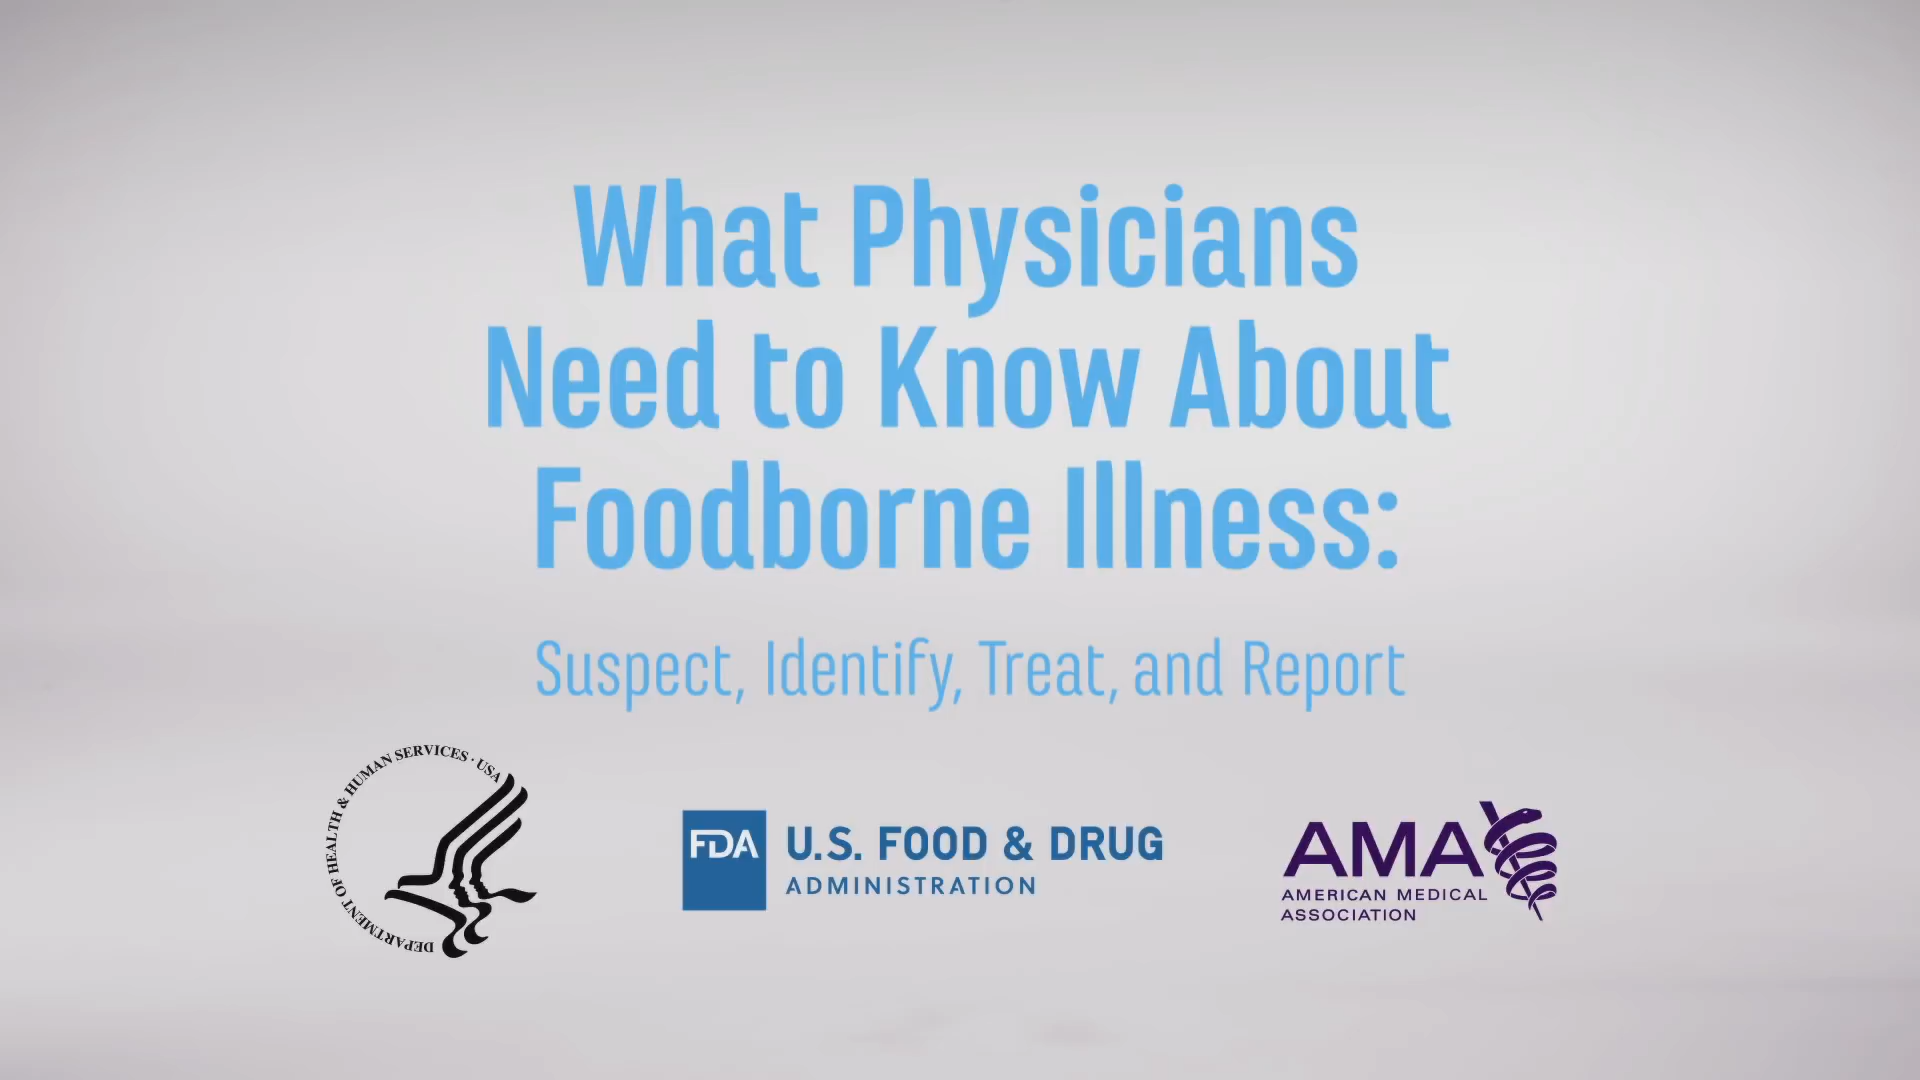 What Physicians
Need to Know About
Foodborne Illness:
Suspect, Identify, Treat, and Report
DEPARTMENT OF HEALTH & HUMAN SERVICES · USA
FDA
U.S. FOOD & DRUG
ADMINISTRATION
AMA
AMERICAN MEDICAL
ASSOCIATION